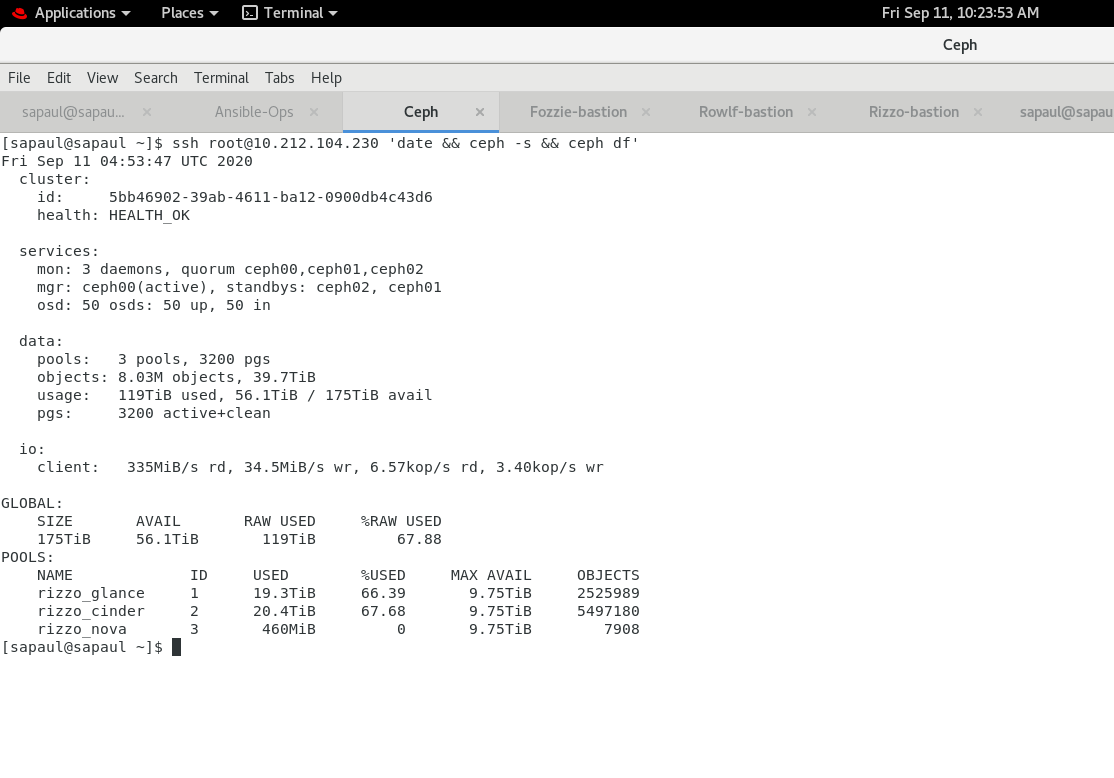 Applications Places Terminal Fri Sep 11, 10:23:53 AM
Ceph
File Edit View Search Terminal Tabs Help
sapaul@sapau... × Ansible-Ops × Ceph × Fozzie-bastion × Rowlf-bastion × Rizzo-bastion × sapaul@sapau
[sapaul@sapaul ~]$ ssh root@10.212.104.230 'date && ceph -s && ceph df'
Fri Sep 11 04:53:47 UTC 2020
  cluster:
    id:     5bb46902-39ab-4611-ba12-0900db4c43d6
    health: HEALTH_OK

  services:
    mon: 3 daemons, quorum ceph00,ceph01,ceph02
    mgr: ceph00(active), standbys: ceph02, ceph01
    osd: 50 osds: 50 up, 50 in

  data:
    pools:   3 pools, 3200 pgs
    objects: 8.03M objects, 39.7TiB
    usage:   119TiB used, 56.1TiB / 175TiB avail
    pgs:     3200 active+clean

  io:
    client:   335MiB/s rd, 34.5MiB/s wr, 6.57kop/s rd, 3.40kop/s wr

GLOBAL:
    SIZE       AVAIL       RAW USED     %RAW USED
    175TiB     56.1TiB       119TiB         67.88
POOLS:
    NAME             ID     USED        %USED     MAX AVAIL     OBJECTS
    rizzo_glance     1      19.3TiB     66.39       9.75TiB     2525989
    rizzo_cinder     2      20.4TiB     67.68       9.75TiB     5497180
    rizzo_nova       3       460MiB         0       9.75TiB        7908
[sapaul@sapaul ~]$